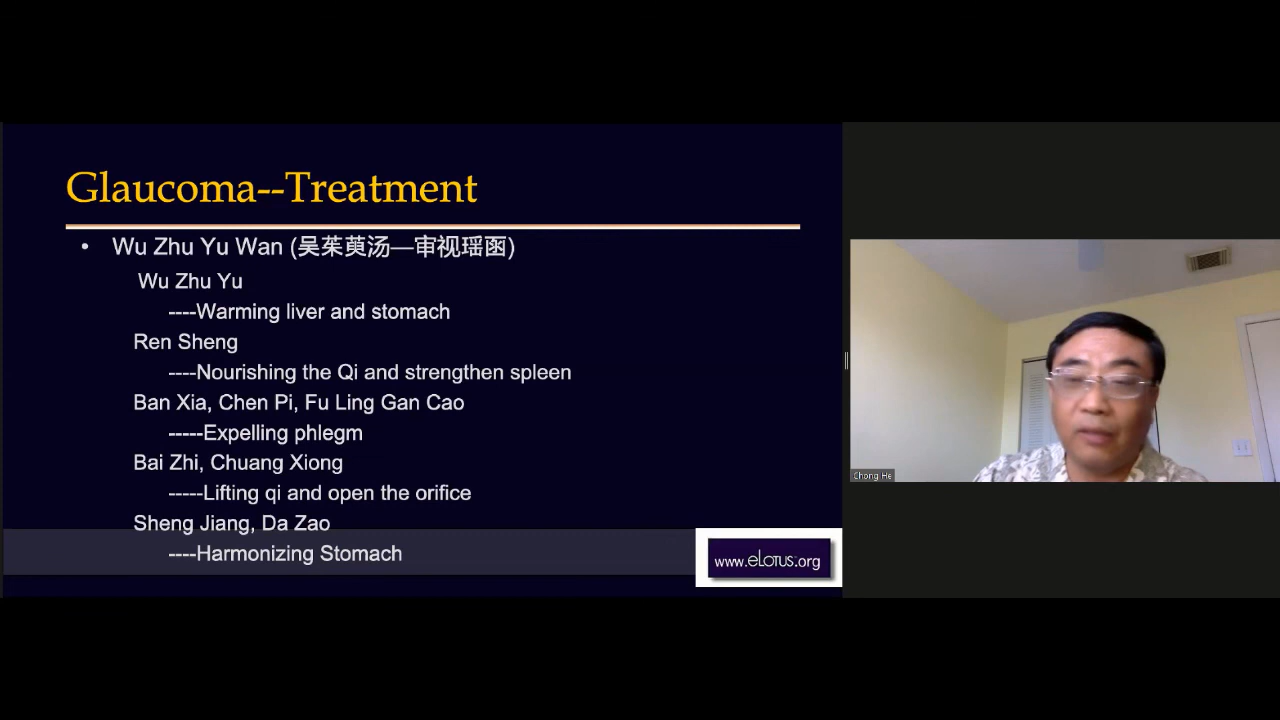 Glaucoma--Treatment
• Wu Zhu Yu Wan (吴茱萸汤—审视瑶函)
Wu Zhu Yu
----Warming liver and stomach
Ren Sheng
----Nourishing the Qi and strengthen spleen
Ban Xia, Chen Pi, Fu Ling Gan Cao
-----Expelling phlegm
Bai Zhi, Chuang Xiong
-----Lifting qi and open the orifice
Sheng Jiang, Da Zao
----Harmonizing Stomach
www.eLOTUS.org
Chong He